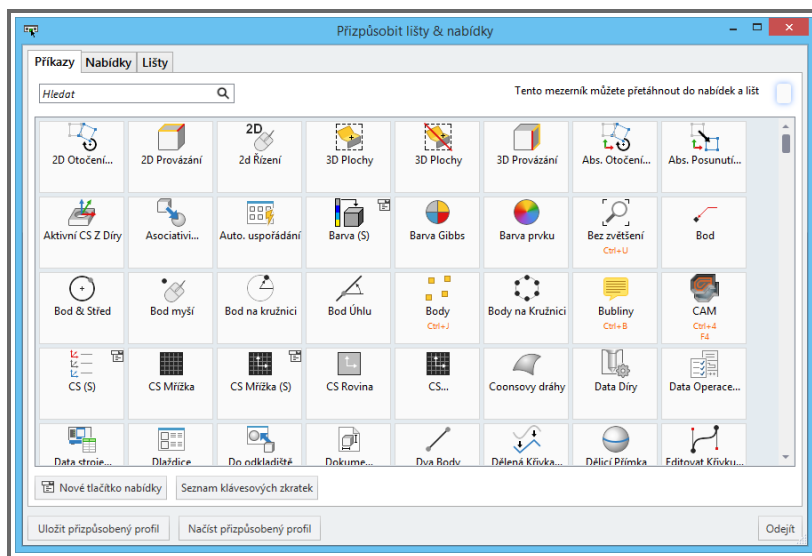 Přizpůsobit lišty & nabídky
Příkazy Nabídky Lišty
Hledat
Tento mezerník můžete přetáhnout do nabídek a lišt
2D Otočení... 2D Provázání 2d Řízení 3D Plochy 3D Plochy 3D Provázání Abs. Otočení... Abs. Posunutí...
Aktivní CS Z Díry Asociativi... Auto. uspořádání Barva (S) Barva Gibbs Barva prvku Bez zvětšení Bod
Ctrl+U
Bod & Střed Bod myší Bod na kružnici Bod Úhlu Body Body na Kružnici Bubliny CAM
Ctrl+J Ctrl+B Ctrl+4
F4
CS (S) CS Mřížka CS Mřížka (S) CS Rovina CS... Coonsovy dráhy Data Díry Data Operace...
Data stroje... Dlaždice Do odkladiště Dokume... Dva Body Dělená Křivka... Dělicí Přímka Editovat Křivku...
Nové tlačítko nabídky Seznam klávesových zkratek
Uložit přizpůsobený profil Načíst přizpůsobený profil Odejít